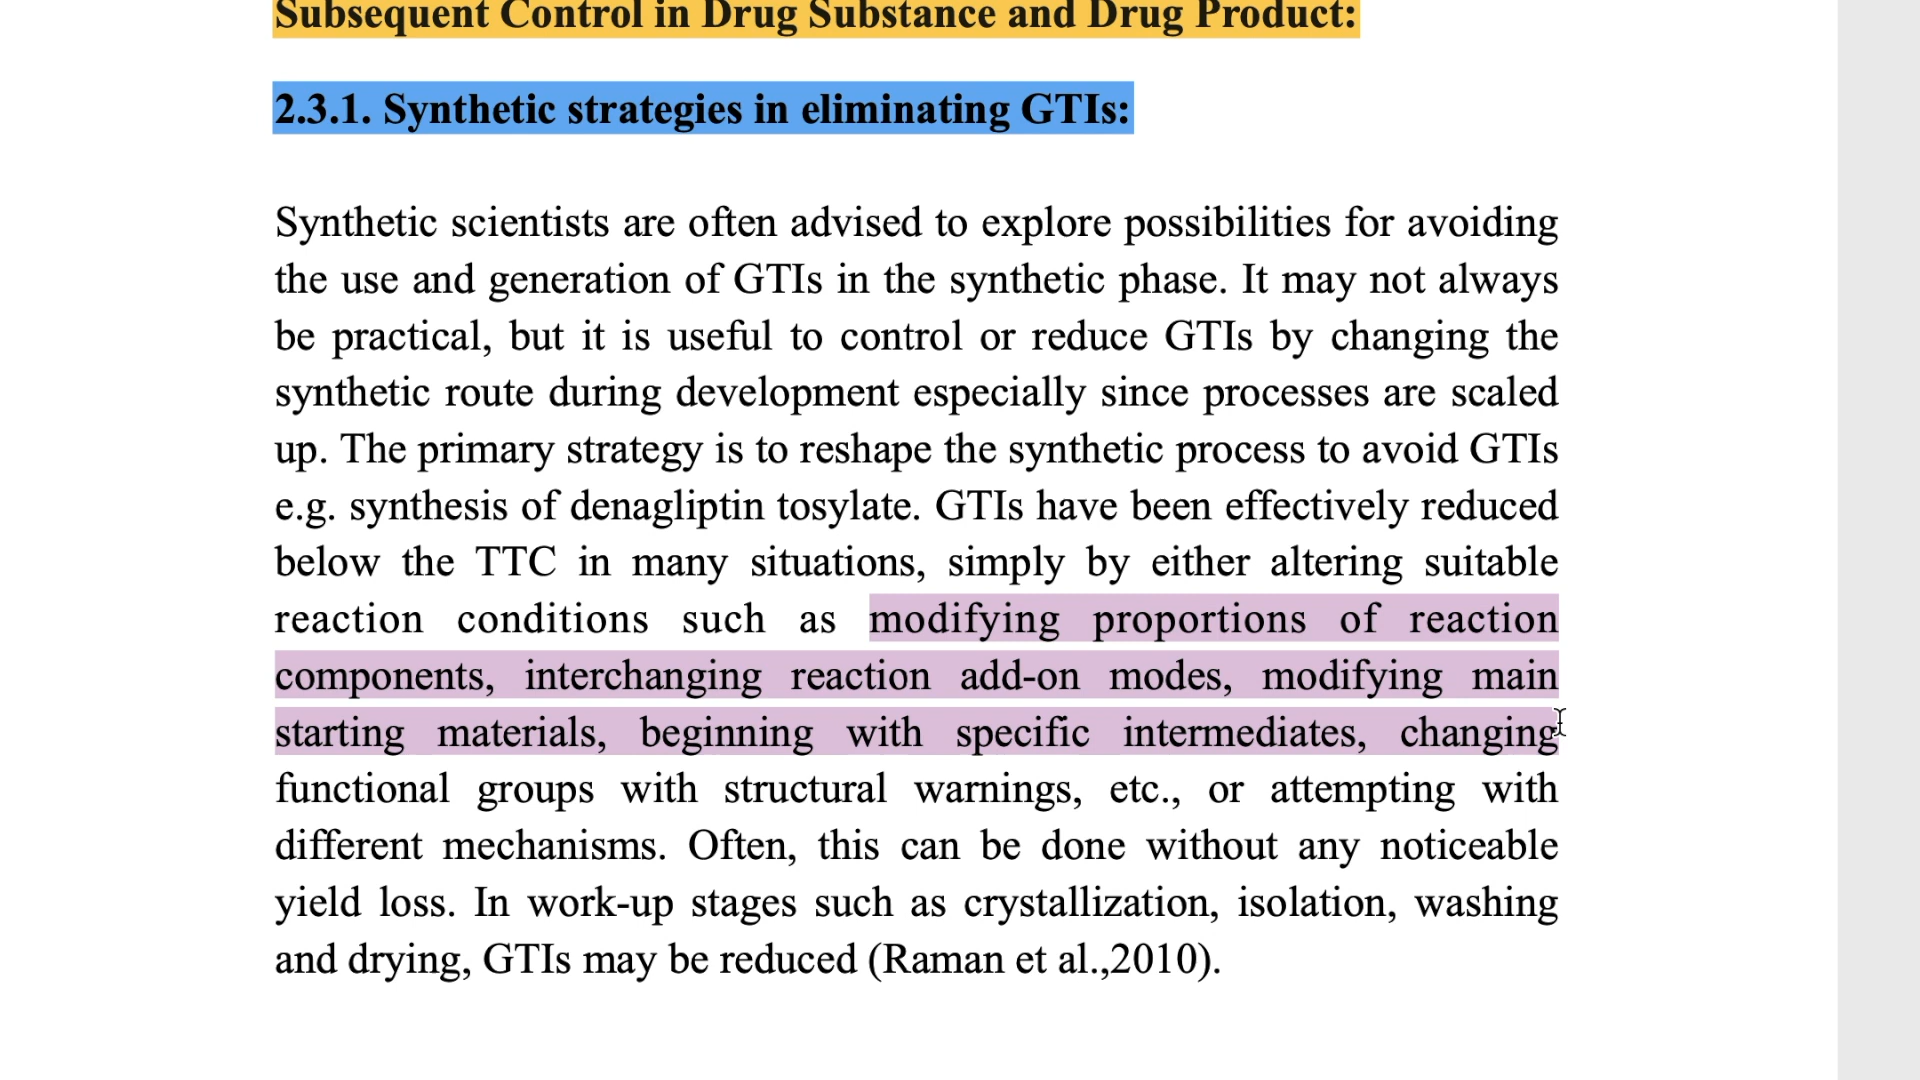 Subsequent Control in Drug Substance and Drug Product:
2.3.1. Synthetic strategies in eliminating GTIs:
Synthetic scientists are often advised to explore possibilities for avoiding
the use and generation of GTIs in the synthetic phase. It may not always
be practical, but it is useful to control or reduce GTIs by changing the
synthetic route during development especially since processes are scaled
up. The primary strategy is to reshape the synthetic process to avoid GTIs
e.g. synthesis of denagliptin tosylate. GTIs have been effectively reduced
below the TTC in many situations, simply by either altering suitable
reaction conditions such as modifying proportions of reaction
components, interchanging reaction add-on modes, modifying main
starting materials, beginning with specific intermediates, changing
functional groups with structural warnings, etc., or attempting with
different mechanisms. Often, this can be done without any noticeable
yield loss. In work-up stages such as crystallization, isolation, washing
and drying, GTIs may be reduced (Raman et al.,2010).